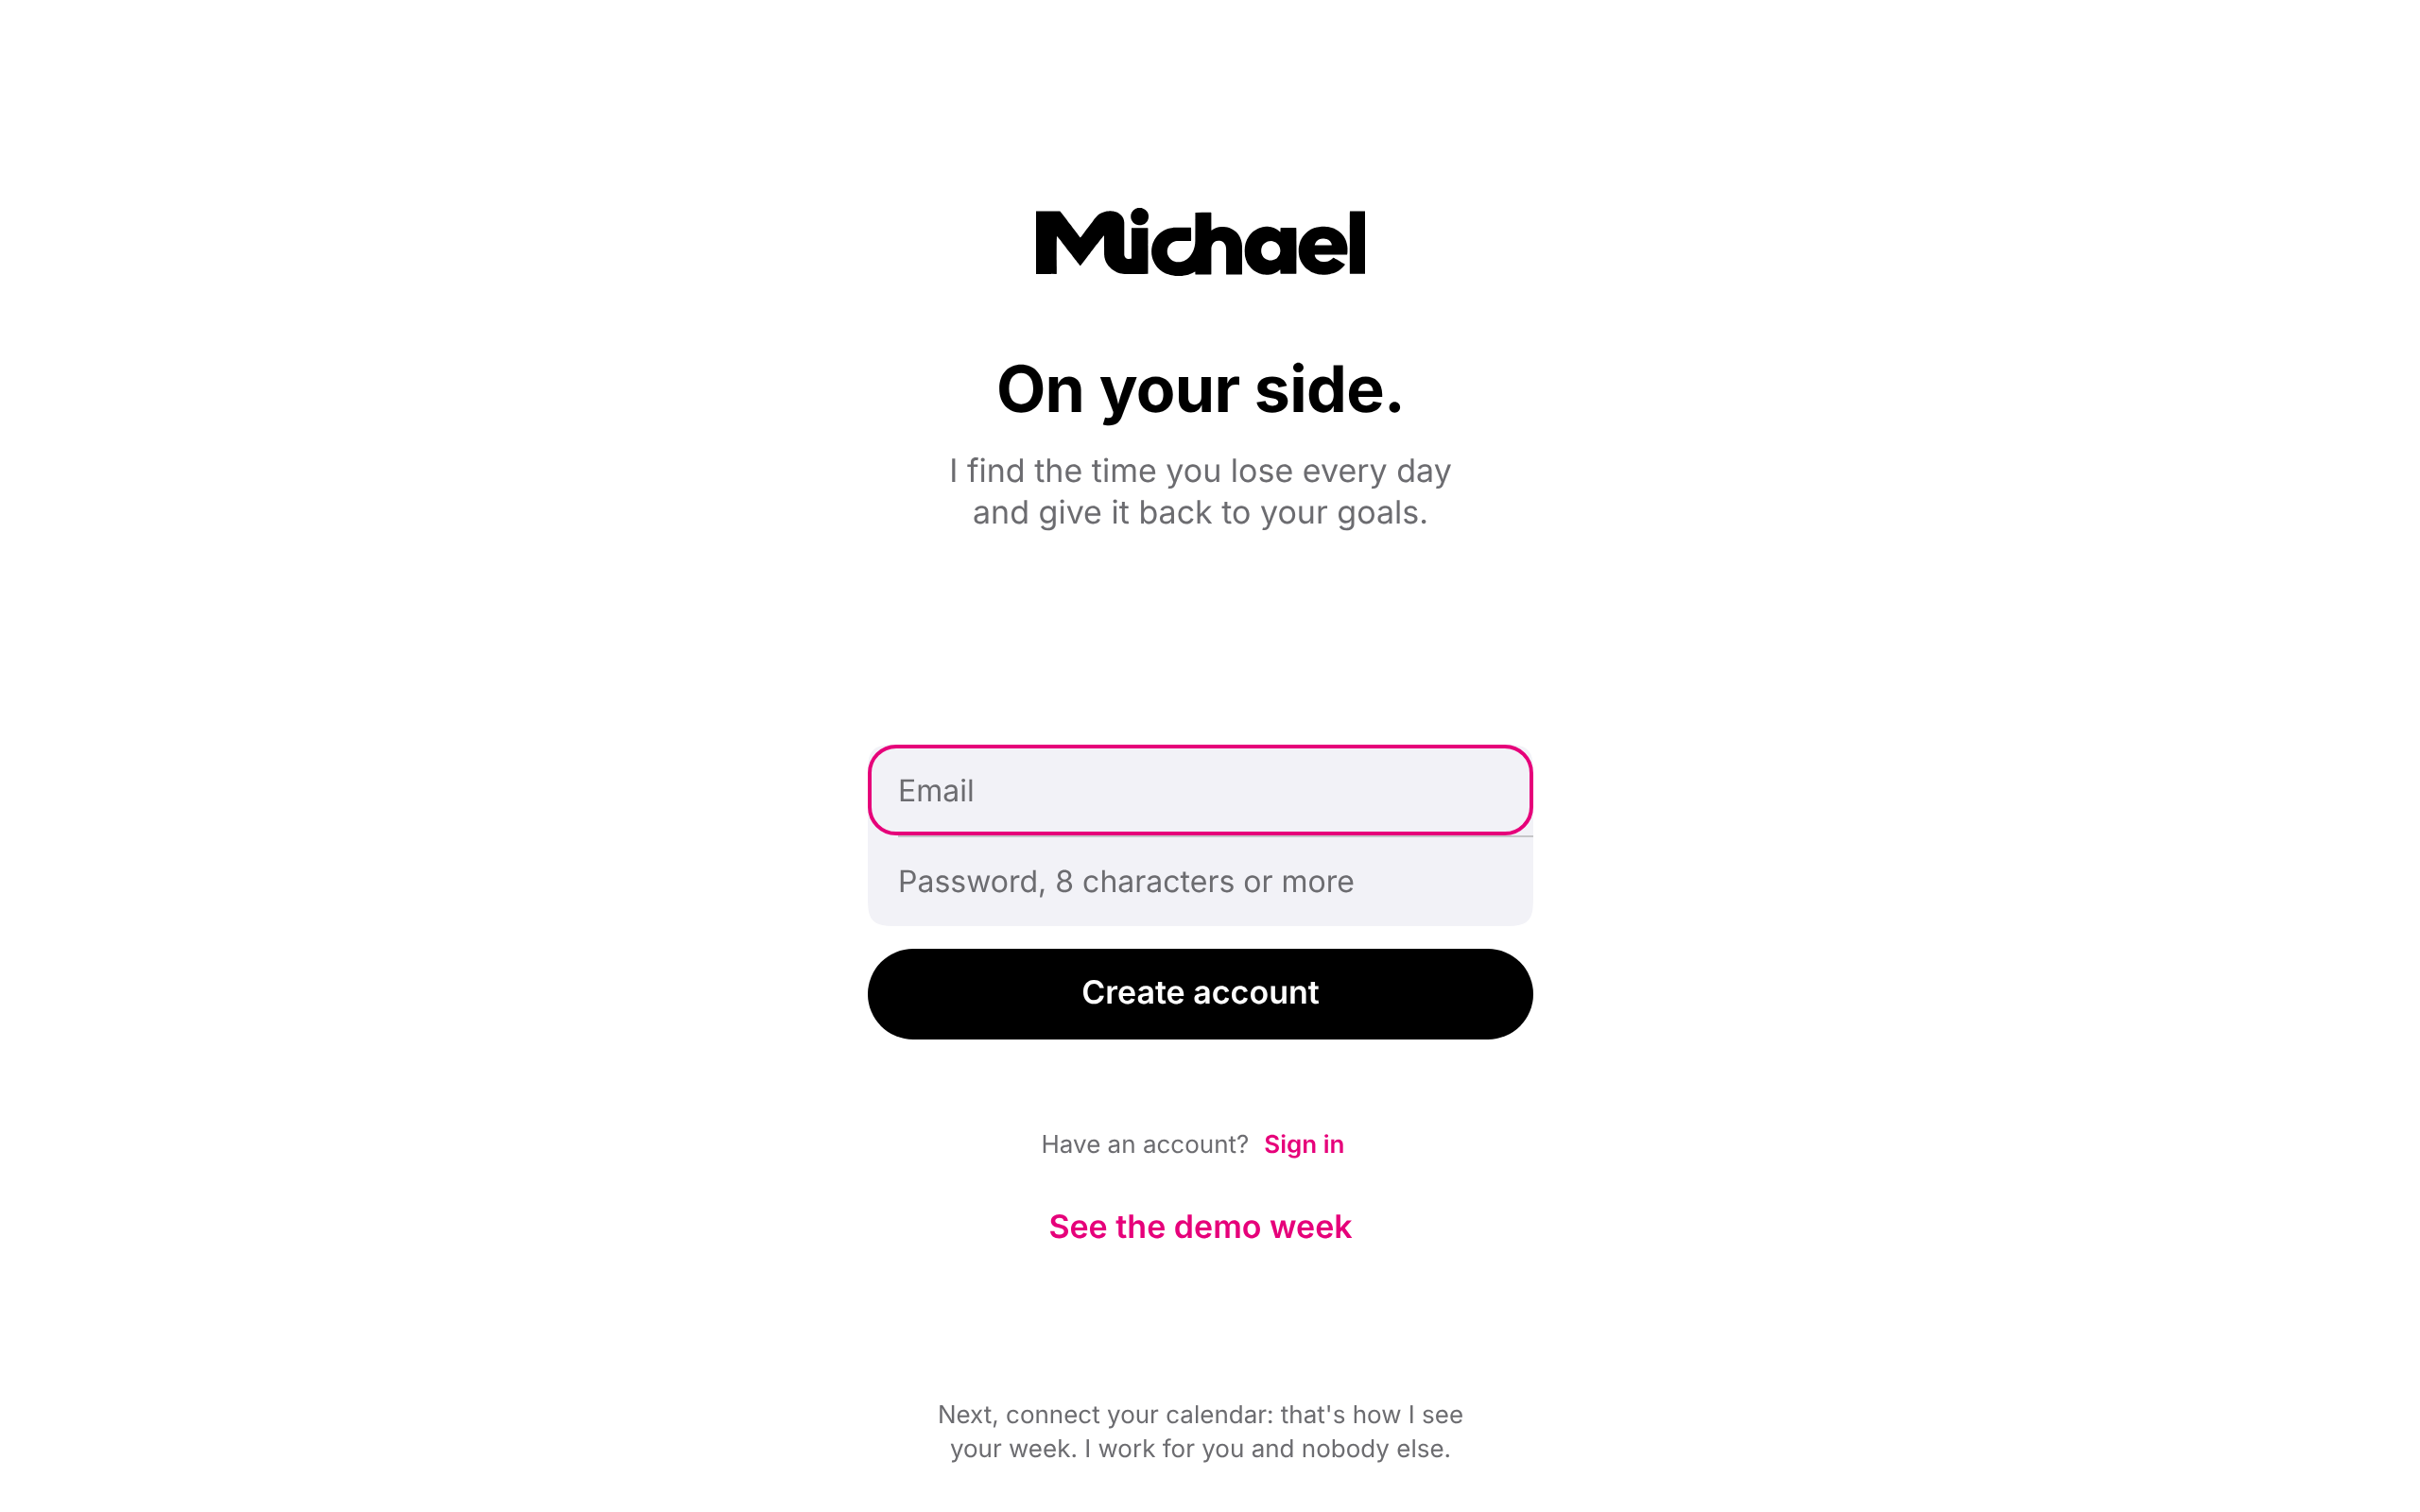 Michael
On your side.
I find the time you lose every day
and give it back to your goals.
Email
Password, 8 characters or more
Create account
Have an account? Sign in
See the demo week
Next, connect your calendar: that's how I see
your week. I work for you and nobody else.